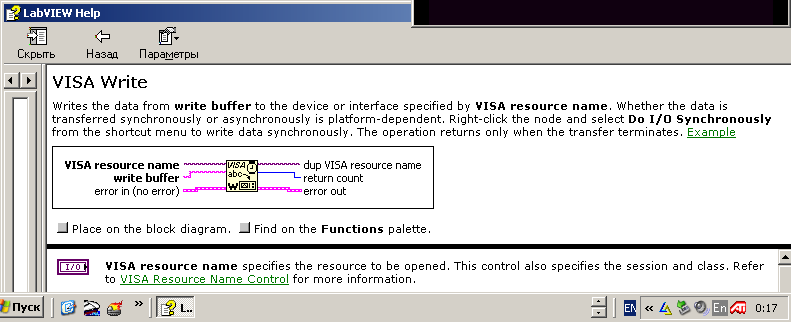 LabVIEW Help
Скрыть Назад Параметры
VISA Write
Writes the data from write buffer to the device or interface specified by VISA resource name. Whether the data is
transferred synchronously or asynchronously is platform-dependent. Right-click the node and select Do I/O Synchronously
from the shortcut menu to write data synchronously. The operation returns only when the transfer terminates. Example
VISA resource name VISA dup VISA resource name
write buffer abc return count
error in (no error) W error out
Place on the block diagram. Find on the Functions palette.
I/O VISA resource name specifies the resource to be opened. This control also specifies the session and class. Refer
to VISA Resource Name Control for more information.
Пуск » L.. EN « En 0:17